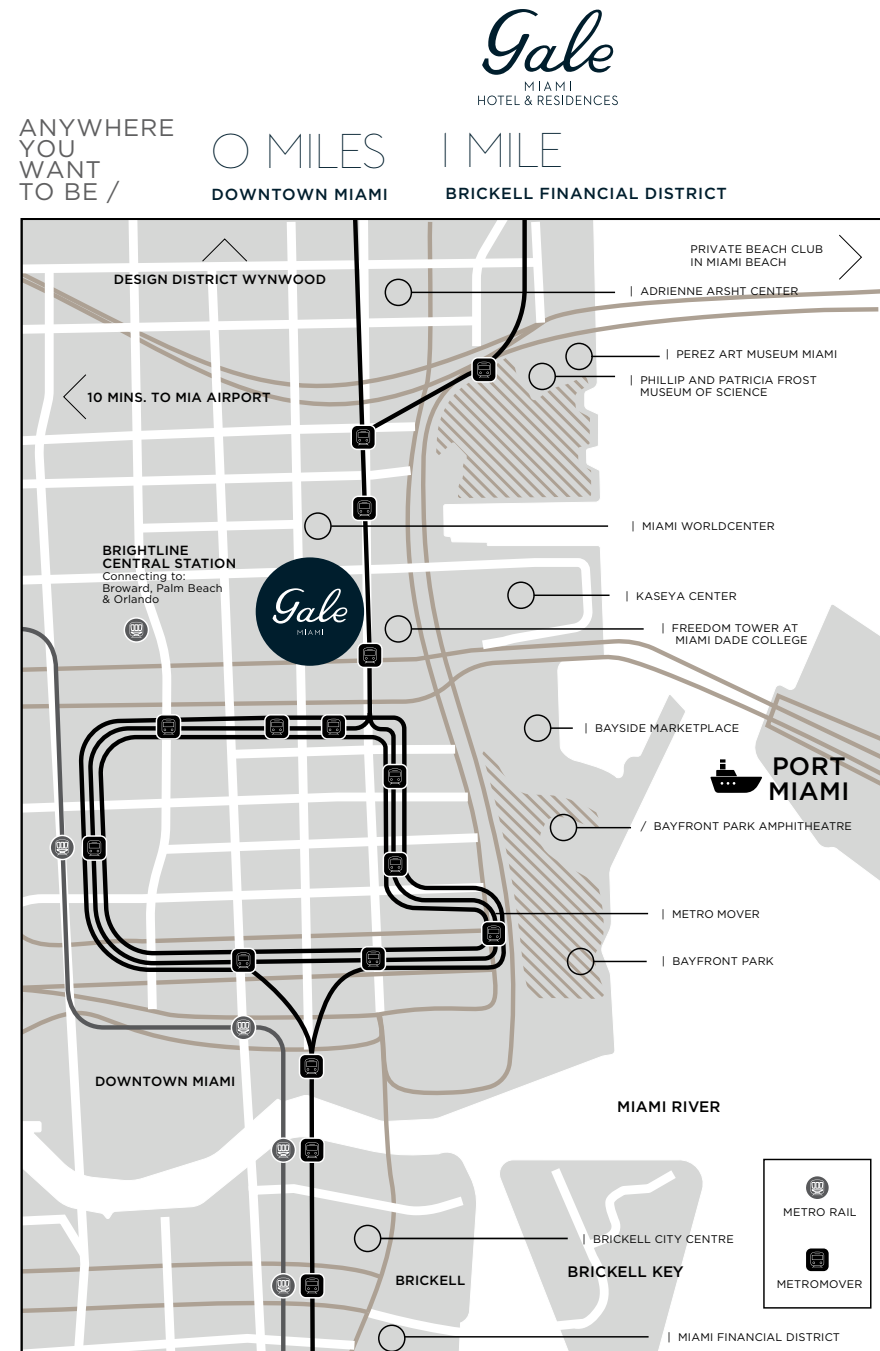 Gale
MIAMI
HOTEL & RESIDENCES
ANYWHERE
YOU
WANT
TO BE /
0 MILES
DOWNTOWN MIAMI
1 MILE
BRICKELL FINANCIAL DISTRICT
PRIVATE BEACH CLUB
IN MIAMI BEACH
DESIGN DISTRICT WYNWOOD
| ADRIENNE ARSHT CENTER
| PEREZ ART MUSEUM MIAMI
| PHILLIP AND PATRICIA FROST
MUSEUM OF SCIENCE
10 MINS. TO MIA AIRPORT
| MIAMI WORLDCENTER
BRIGHTLINE
CENTRAL STATION
Connecting to:
Broward, Palm Beach
& Orlando
Gale
MIAMI
| KASEYA CENTER
| FREEDOM TOWER AT
MIAMI DADE COLLEGE
| BAYSIDE MARKETPLACE
PORT
MIAMI
/ BAYFRONT PARK AMPHITHEATRE
| METRO MOVER
| BAYFRONT PARK
DOWNTOWN MIAMI
MIAMI RIVER
METRO RAIL
| BRICKELL CITY CENTRE
BRICKELL
BRICKELL KEY
METROMOVER
| MIAMI FINANCIAL DISTRICT